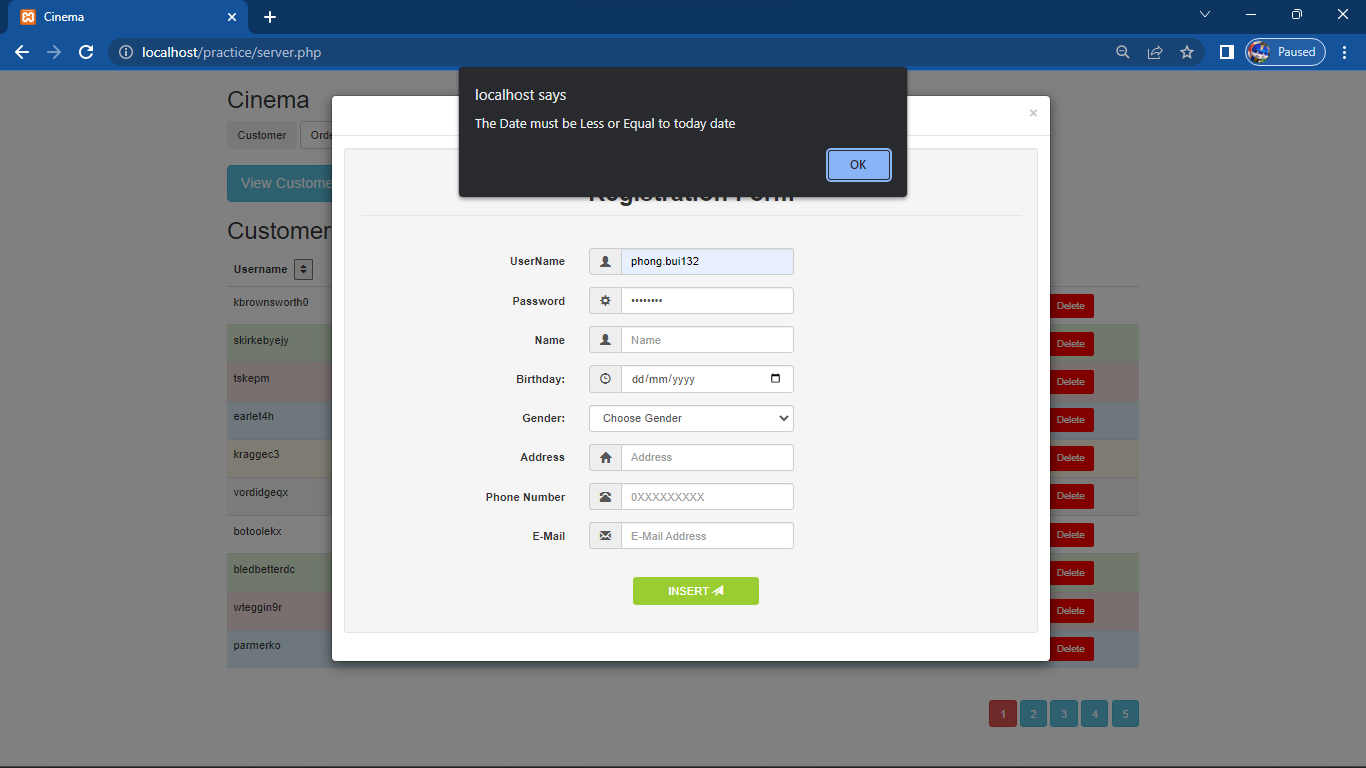 Cinema
localhost/practice/server.php
Paused
localhost says
The Date must be Less or Equal to today date
OK
Cinema
×
Customer
View Custome
Registration Form
Customer
Username
kbrownsworth0
skirkebyejy
tskepm
earlet4h
kraggec3
vordidgeqx
botoolekx
bledbetterdc
wteggin9r
parmerko
UserName phong.bui132
Password ••••••••
Name Name
Birthday: dd/mm/yyyy
Gender: Choose Gender
Address Address
Phone Number 0XXXXXXXXX
E-Mail E-Mail Address
INSERT
Delete
Delete
Delete
Delete
Delete
Delete
Delete
Delete
Delete
Delete
1 2 3 4 5